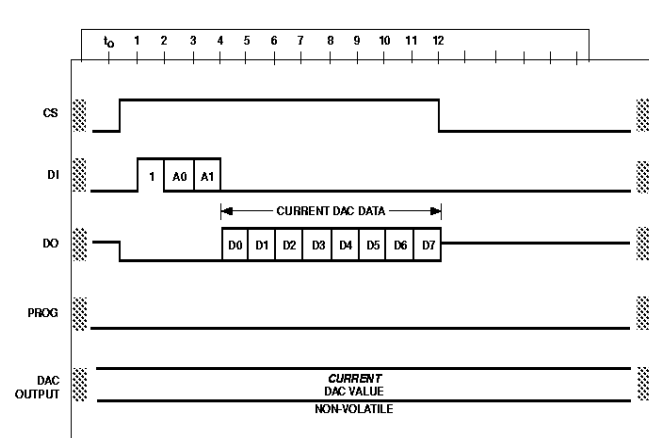 to 1 2 3 4 5 6 7 8 9 10 11 12
CS
DI 1 A0 A1
CURRENT DAC DATA
DO D0 D1 D2 D3 D4 D5 D6 D7
PROG
DAC OUTPUT
CURRENT
DAC VALUE
NON-VOLATILE